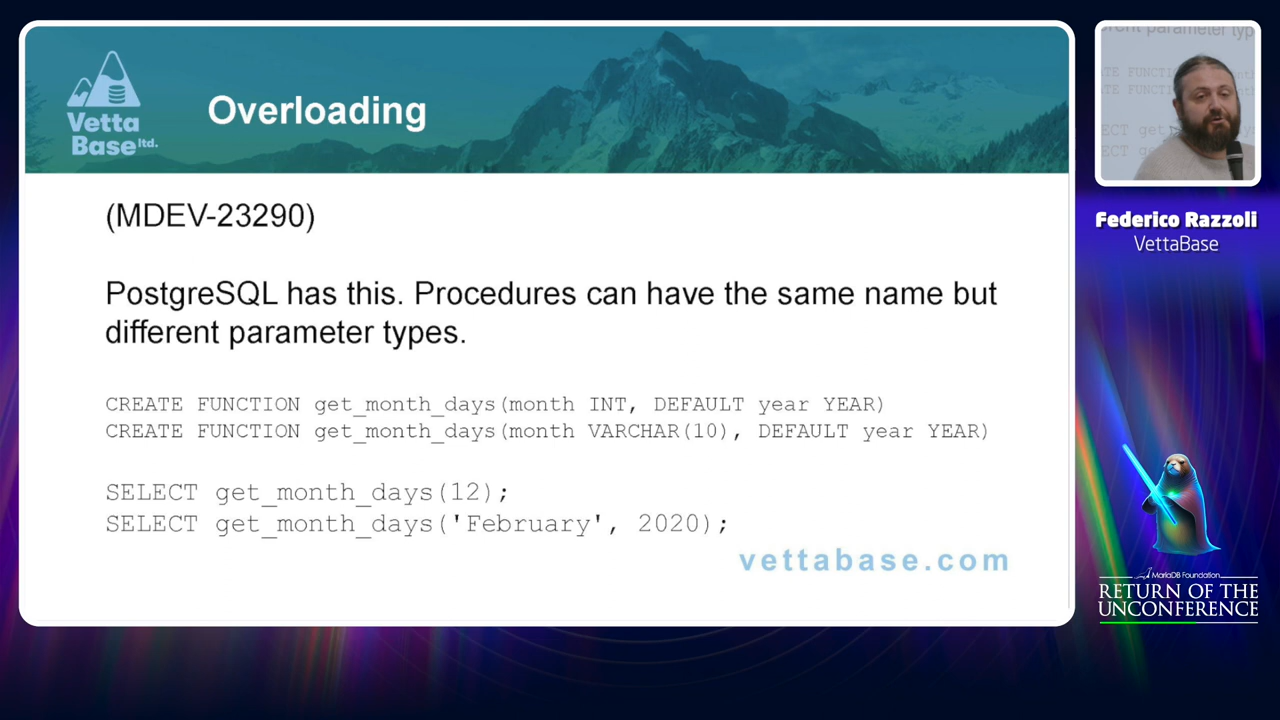 Vetta
Base ltd.
Overloading
(MDEV-23290)
PostgreSQL has this. Procedures can have the same name but
different parameter types.
CREATE FUNCTION get_month_days(month INT, DEFAULT year YEAR)
CREATE FUNCTION get_month_days(month VARCHAR(10), DEFAULT year YEAR)
SELECT get_month_days(12);
SELECT get_month_days('February', 2020);
vettabase.com
Federico Razzoli
VettaBase
MariaDB Foundation
RETURN OF THE
UNCONFERENCE